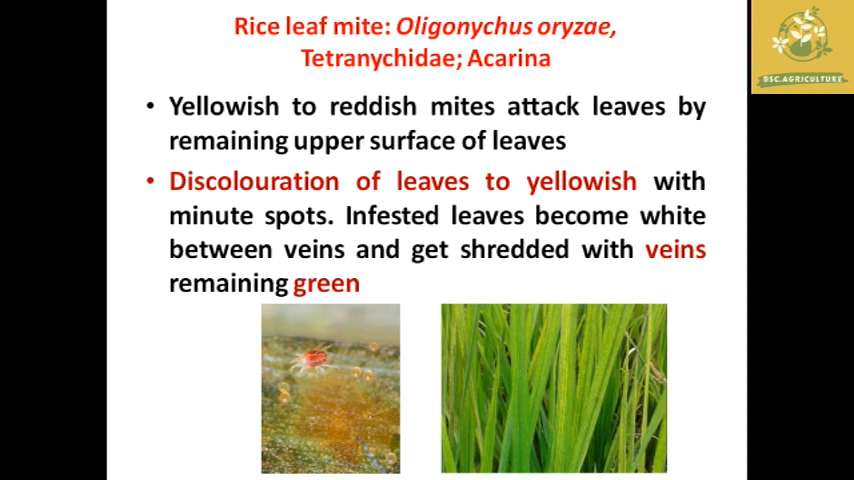 Rice leaf mite: Oligonychus oryzae,
Tetranychidae; Acarina
• Yellowish to reddish mites attack leaves by
remaining upper surface of leaves
• Discolouration of leaves to yellowish with
minute spots. Infested leaves become white
between veins and get shredded with veins
remaining green
BSC.AGRICULTURE